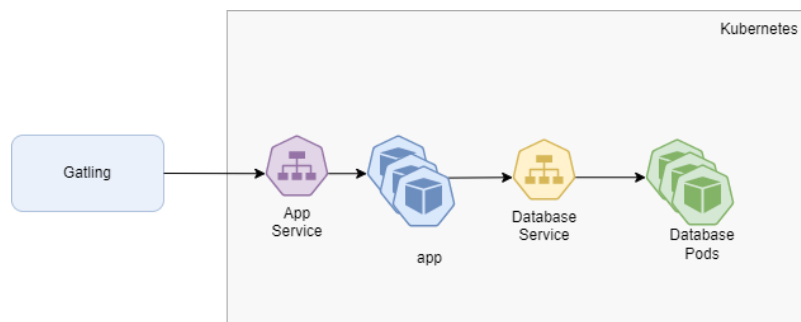 Kubernetes
Gatling
App
Service
app
Database
Service
Database
Pods